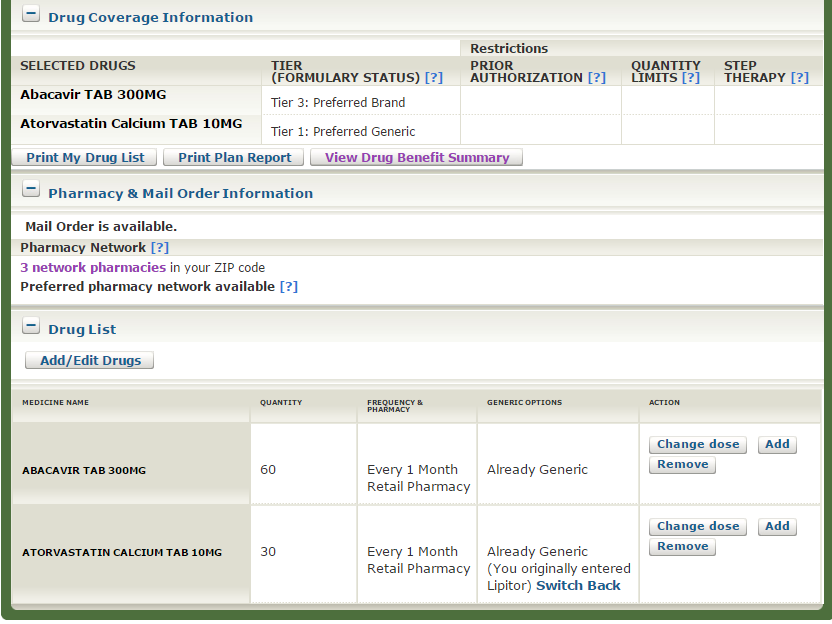 Drug Coverage Information
Restrictions
SELECTED DRUGS
TIER
(FORMULARY STATUS) [?]
PRIOR
AUTHORIZATION [?]
QUANTITY
LIMITS [?]
STEP
THERAPY [?]
Abacavir TAB 300MG
Tier 3: Preferred Brand
Atorvastatin Calcium TAB 10MG
Tier 1: Preferred Generic
Print My Drug List
Print Plan Report
View Drug Benefit Summary
Pharmacy & Mail Order Information
Mail Order is available.
Pharmacy Network [?]
3 network pharmacies in your ZIP code
Preferred pharmacy network available [?]
Drug List
Add/Edit Drugs
MEDICINE NAME
QUANTITY
FREQUENCY &
PHARMACY
GENERIC OPTIONS
ACTION
ABACAVIR TAB 300MG
60
Every 1 Month
Retail Pharmacy
Already Generic
Change dose
Add
Remove
ATORVASTATIN CALCIUM TAB 10MG
30
Every 1 Month
Retail Pharmacy
Already Generic
(You originally entered
Lipitor) Switch Back
Change dose
Add
Remove